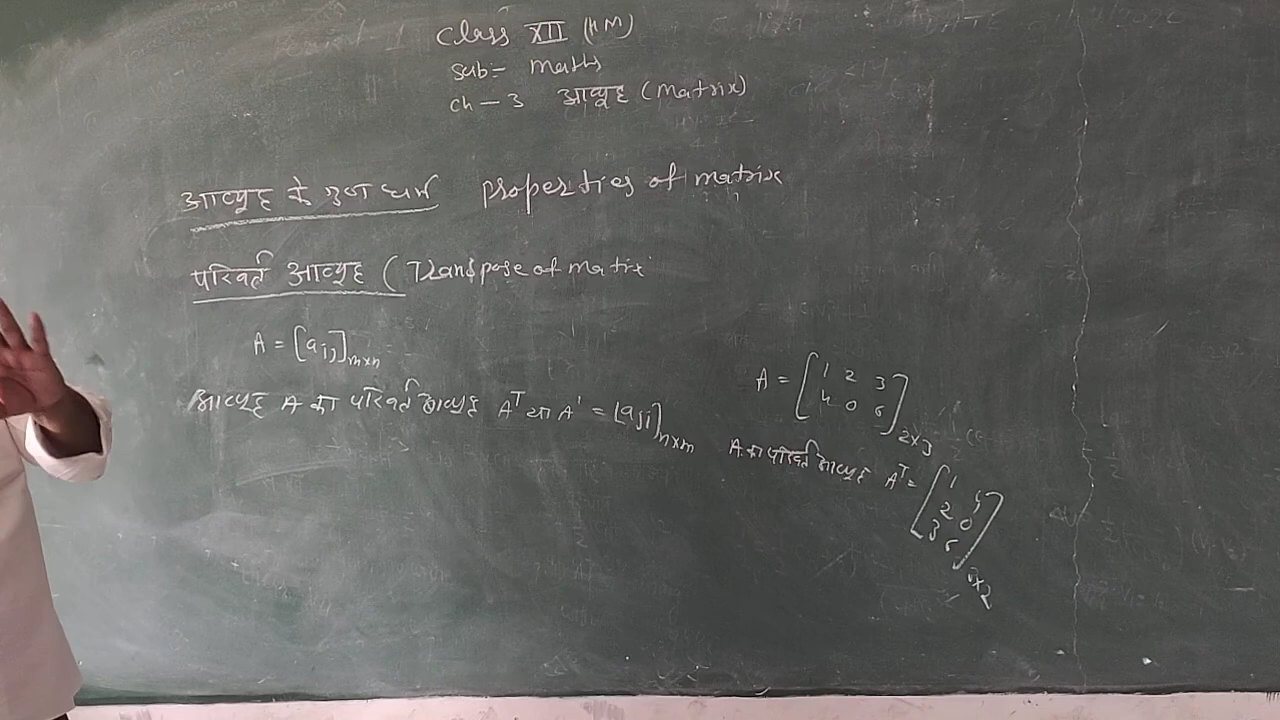 Class XII (HM)
Sub:- Maths
Ch - 3 आव्यूह (Matrix)
आव्यूह के गुण धर्म properties of matrix
परिवर्त आव्यूह (Transpose of matrix
A = [aij]m×n
आव्यूह A का परिवर्त आव्यूह A^T या A' = [aji]n×m
A = [1 2 3
4 0 6]2×3
A का परिवर्त आव्यूह A^T = [1 4
2 0
3 6]3×2